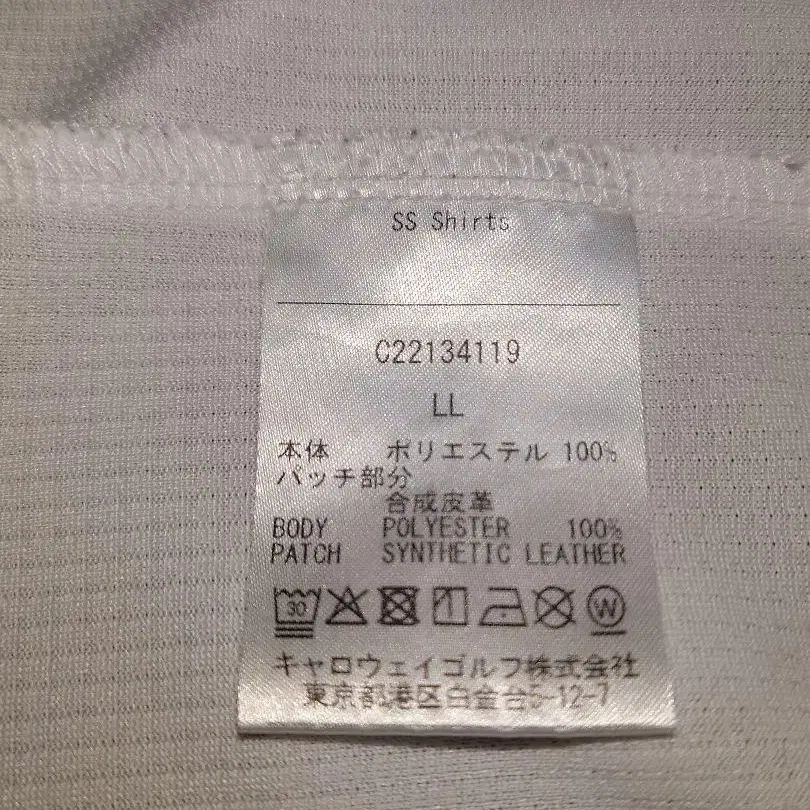 SS Shirts
C22134119
LL
本体 ポリエステル 100%
パッチ部分
合成皮革
BODY POLYESTER 100%
PATCH SYNTHETIC LEATHER
30 W
キャロウェイゴルフ株式会社
東京都港区白金台5-12-7